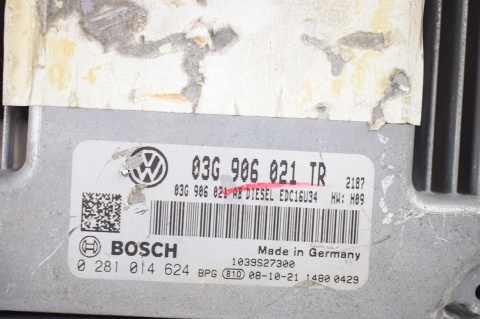 03G 906 021 TR 2187
03G 906 021 AB DIESEL EDC16U34 HW: H09
BOSCH Made in Germany
1039S27300
0 281 014 624 BPG 810 08-10-21 1480 0429